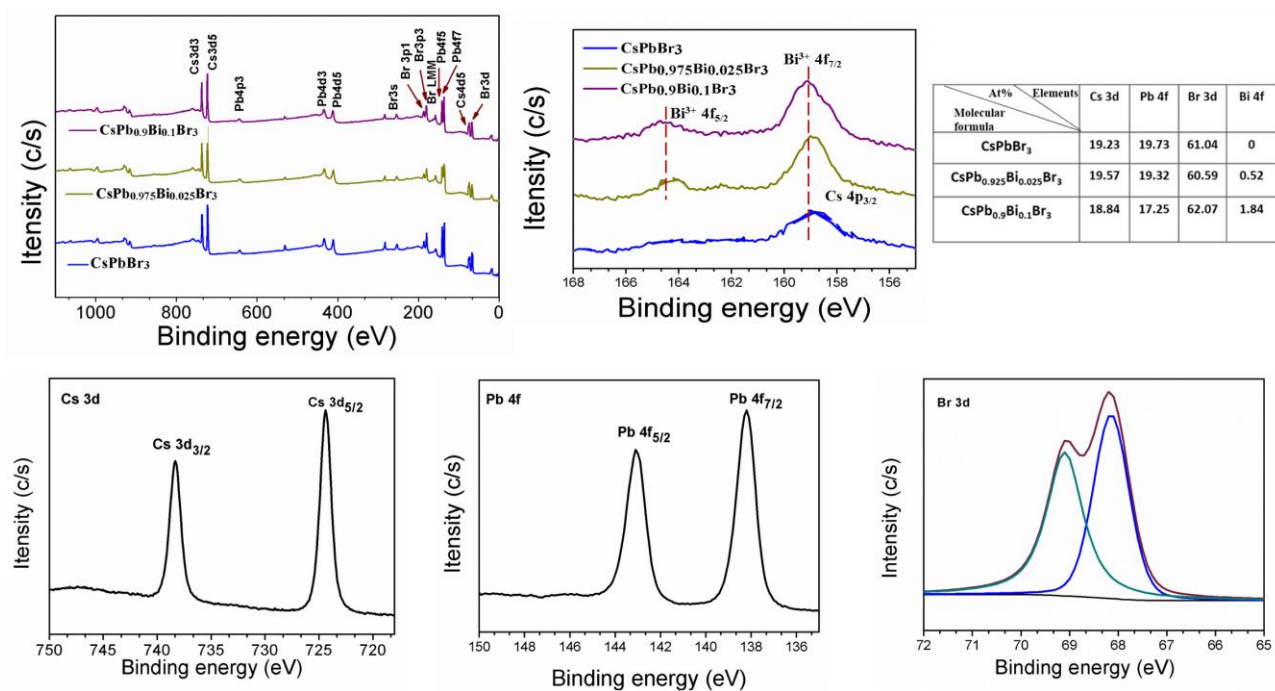 Itensity (c/s)
Cs3d3
Cs3d5
Pb4p3
Pb4d3
Pb4d5
Br3s
Br 3p1
Br3p3
Br LMM
Pb4f5
Pb4f7
Cs4d5
Br3d
CsPb0.9Bi0.1Br3
CsPb0.975Bi0.025Br3
CsPbBr3
1000 800 600 400 200 0
Binding energy (eV)
Itensity (c/s)
CsPbBr3
CsPb0.975Bi0.025Br3
CsPb0.9Bi0.1Br3
Bi³⁺ 4f7/2
Bi³⁺ 4f5/2
Cs 4p3/2
168 166 164 162 160 158 156
Binding energy (eV)
At% Elements Cs 3d Pb 4f Br 3d Bi 4f
Molecular
formula
CsPbBr3 19.23 19.73 61.04 0
CsPb0.925Bi0.025Br3 19.57 19.32 60.59 0.52
CsPb0.9Bi0.1Br3 18.84 17.25 62.07 1.84
Itensity (c/s)
Cs 3d
Cs 3d3/2
Cs 3d5/2
750 740 730 720
Binding energy (eV)
Itensity (c/s)
Pb 4f
Pb 4f5/2
Pb 4f7/2
150 148 146 144 142 140 138 136
Binding energy (eV)
Itensity (c/s)
Br 3d
72 71 70 69 68 67 66 65
Binding energy (eV)